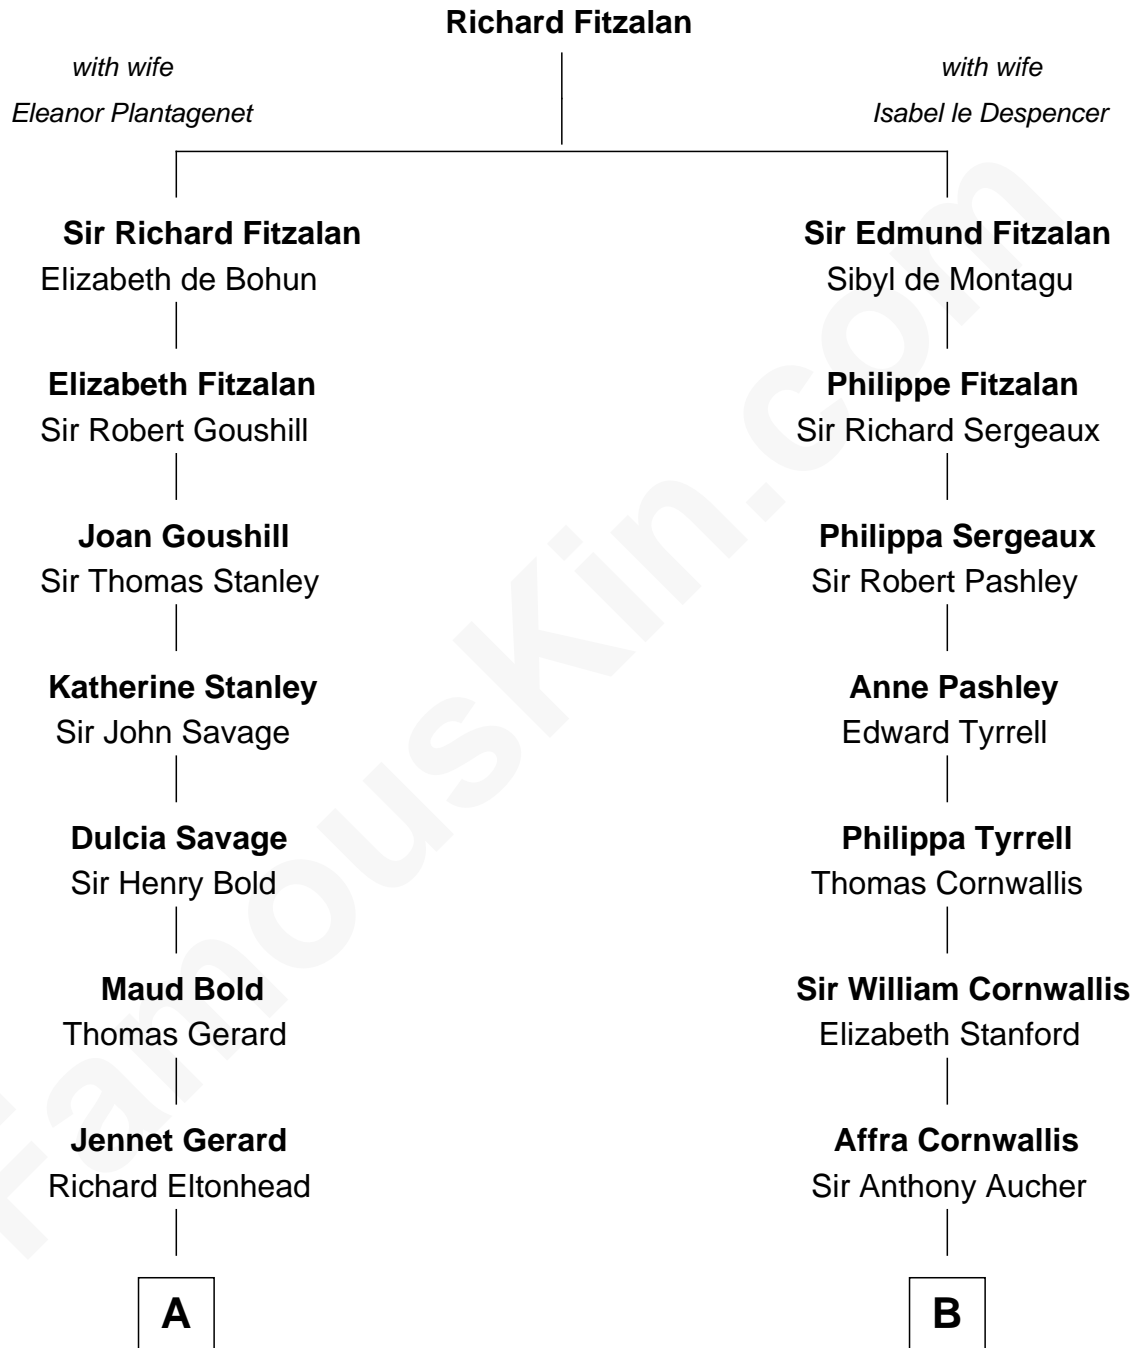 Richard Fitzalan
with wife
Eleanor Plantagenet
with wife
Isabel le Despencer
Sir Richard Fitzalan
Elizabeth de Bohun
Sir Edmund Fitzalan
Sibyl de Montagu
Elizabeth Fitzalan
Sir Robert Goushill
Philippe Fitzalan
Sir Richard Sergeaux
Joan Goushill
Sir Thomas Stanley
Philippa Sergeaux
Sir Robert Pashley
Katherine Stanley
Sir John Savage
Anne Pashley
Edward Tyrrell
Dulcia Savage
Sir Henry Bold
Philippa Tyrrell
Thomas Cornwallis
Maud Bold
Thomas Gerard
Sir William Cornwallis
Elizabeth Stanford
Jennet Gerard
Richard Eltonhead
Affra Cornwallis
Sir Anthony Aucher
A
B
FamousKin.com